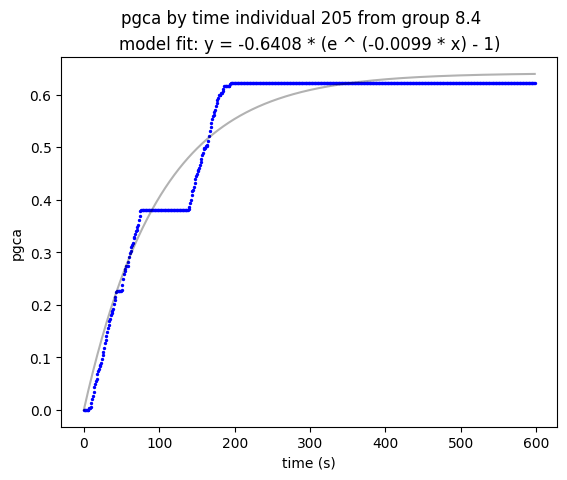 pgca by time individual 205 from group 8.4
model fit: y = -0.6408 * (e ^ (-0.0099 * x) - 1)
0.6
0.5
0.4
0.3
0.2
0.1
0.0
pgca
0 100 200 300 400 500 600
time (s)